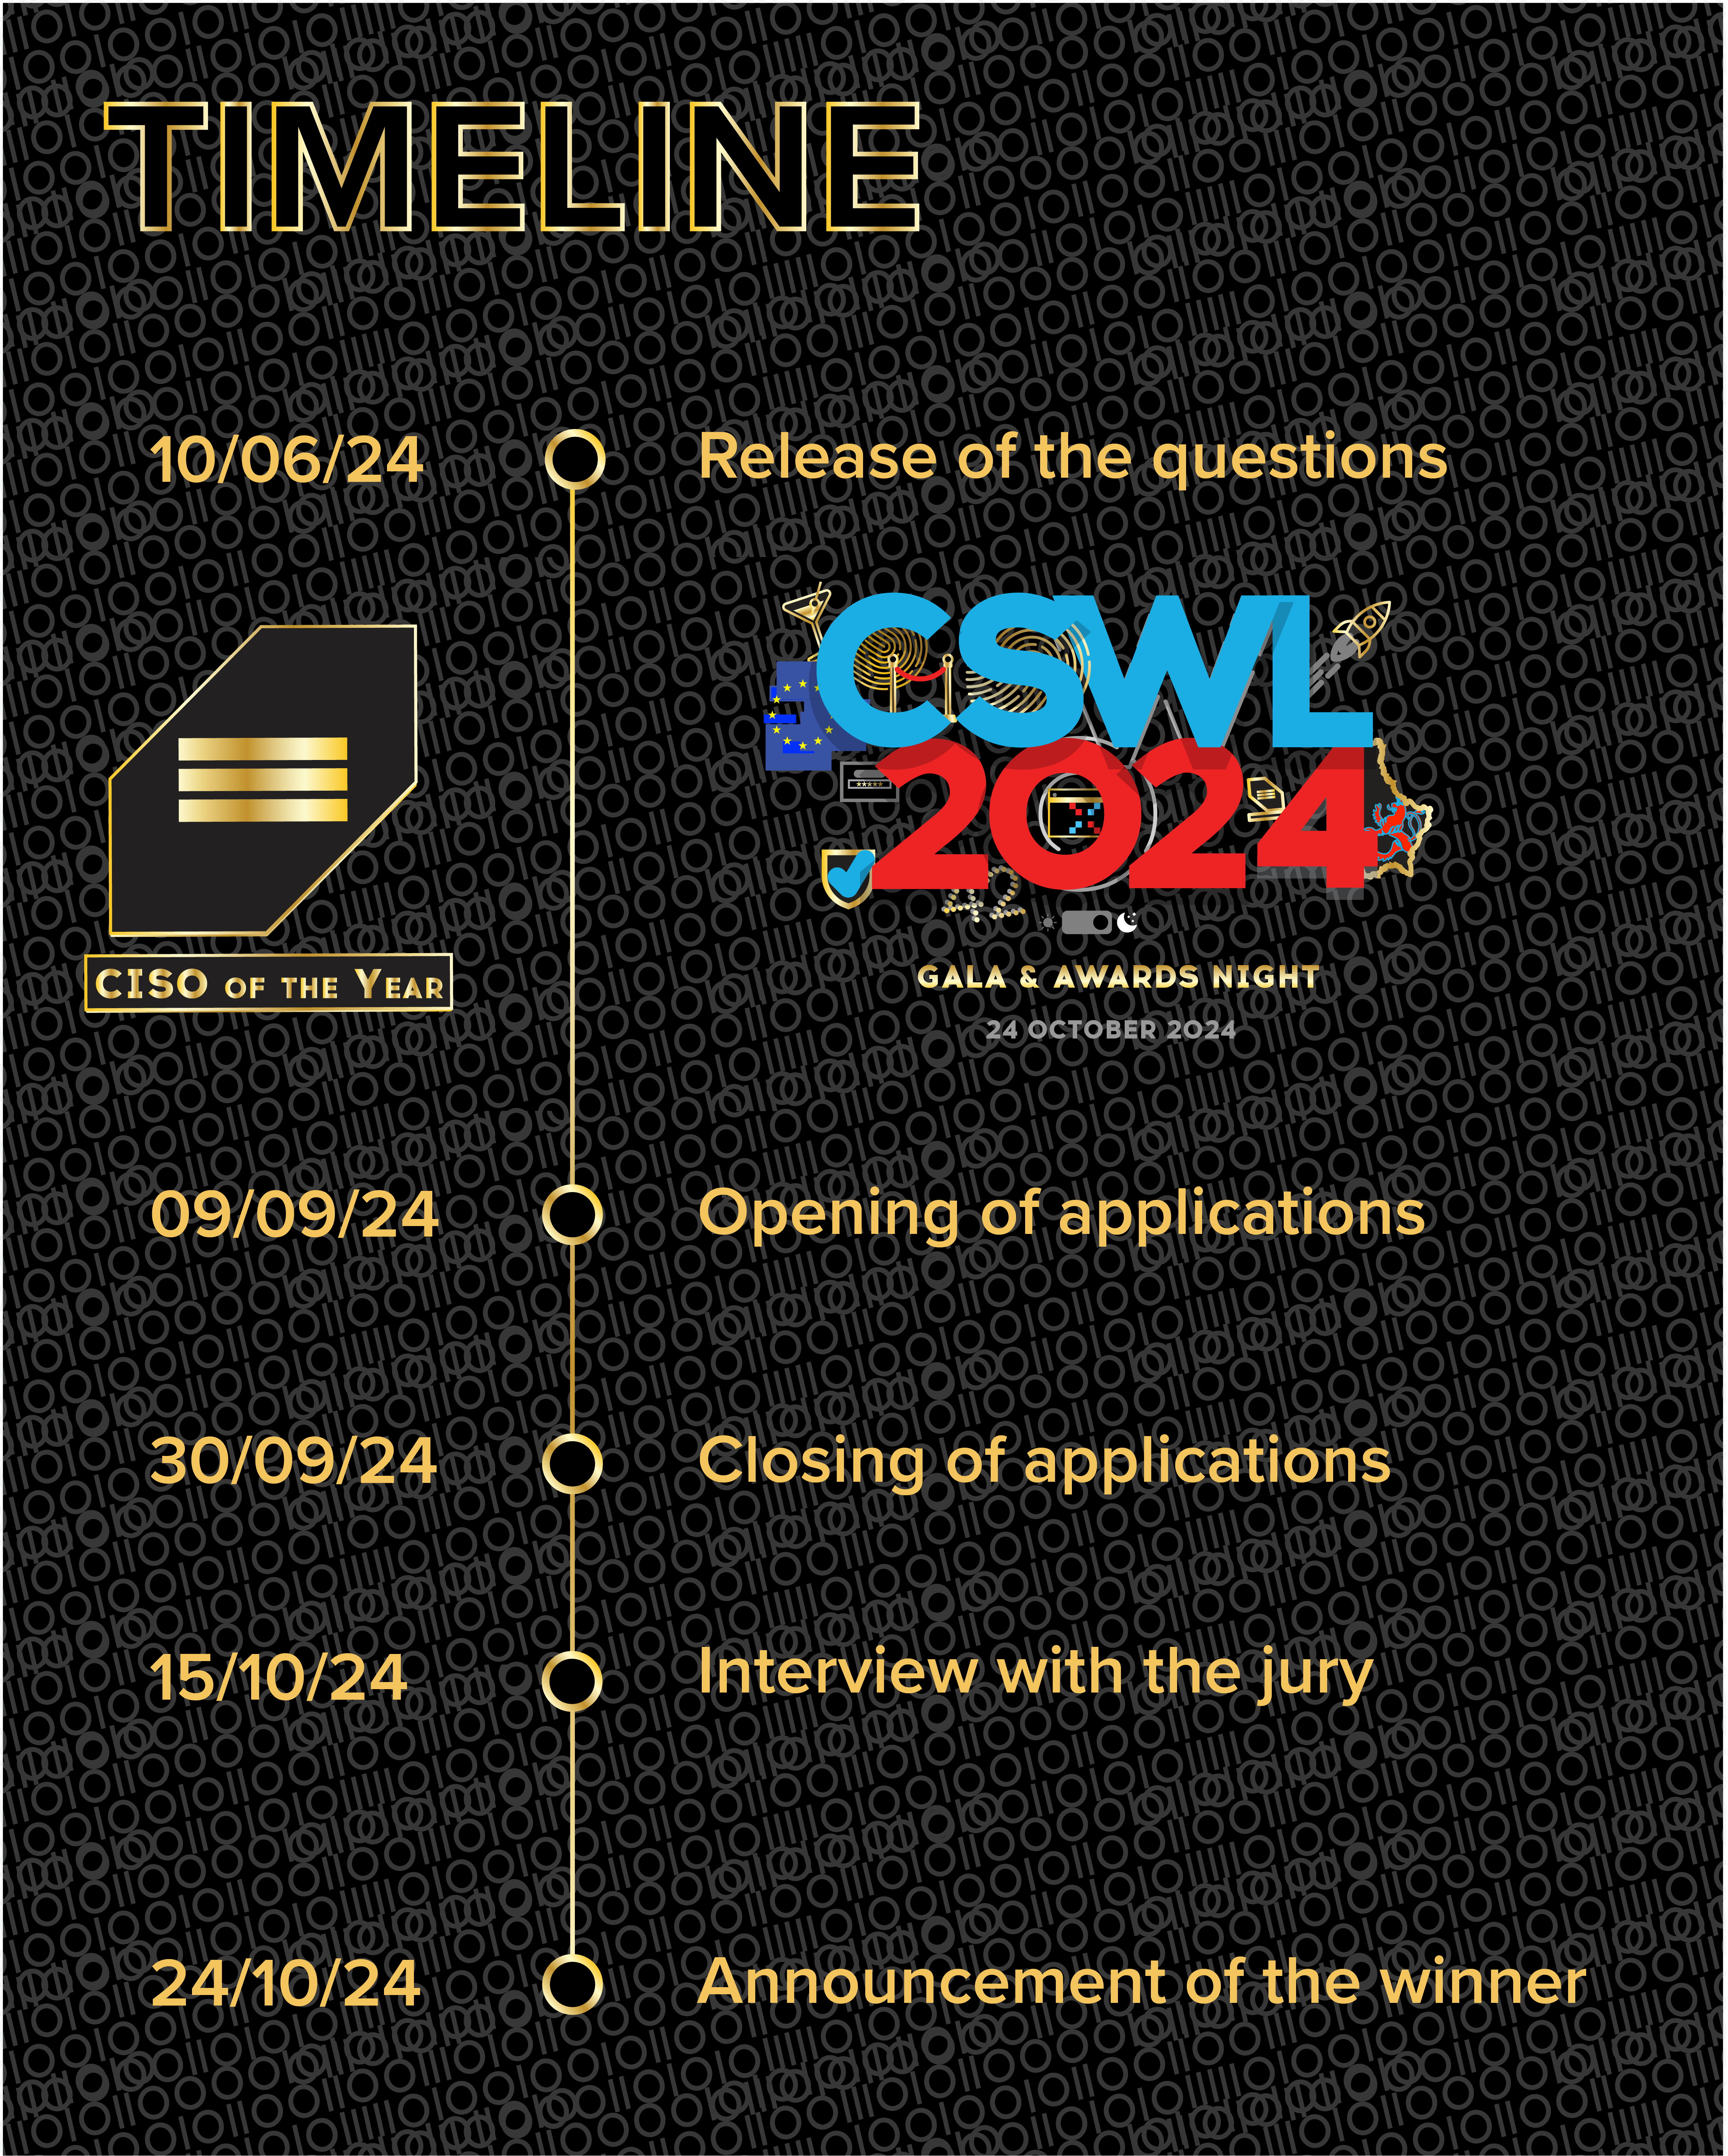 TIMELINE
10/06/24
Release of the questions
CSWL
2024
42
GALA & AWARDS NIGHT
24 OCTOBER 2024
CISO OF THE YEAR
09/09/24
Opening of applications
30/09/24
Closing of applications
15/10/24
Interview with the jury
24/10/24
Announcement of the winner